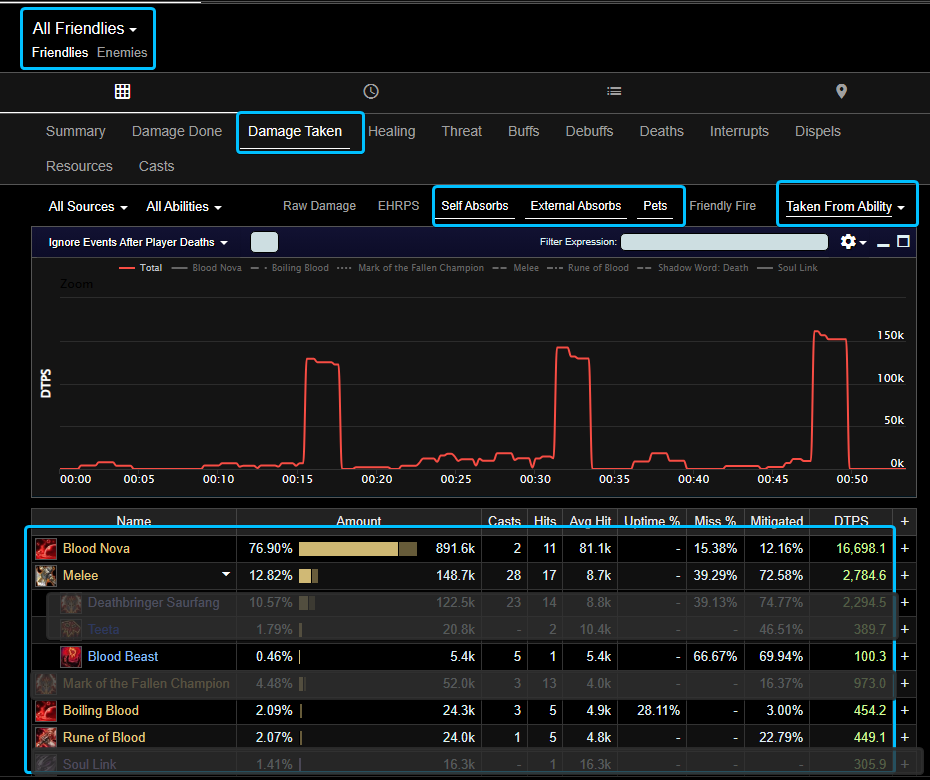 All Friendlies
Friendlies Enemies
Summary Damage Done Damage Taken Healing Threat Buffs Debuffs Deaths Interrupts Dispels
Resources Casts
All Sources All Abilities Raw Damage EHRPS Self Absorbs External Absorbs Pets Friendly Fire Taken From Ability
Ignore Events After Player Deaths Filter Expression:
Total Blood Nova Boiling Blood Mark of the Fallen Champion Melee Rune of Blood Shadow Word: Death Soul Link
Zoom
150k
100k
50k
0k
DTPS
00:00 00:05 00:10 00:15 00:20 00:25 00:30 00:35 00:40 00:45 00:50
Name Amount Casts Hits Avg Hit Uptime % Miss % Mitigated DTPS +
Blood Nova 76.90% 891.6k 2 11 81.1k - 15.38% 12.16% 16,698.1 +
Melee 12.82% 148.7k 28 17 8.7k - 39.29% 72.58% 2,784.6 +
Deathbringer Saurfang 10.57% 122.5k 23 14 8.8k - 39.13% 74.77% 2,294.5 +
Teeta 1.79% 20.8k - 2 10.4k - - 46.51% 389.7 +
Blood Beast 0.46% 5.4k 5 1 5.4k - 66.67% 69.94% 100.3 +
Mark of the Fallen Champion 4.48% 52.0k 3 13 4.0k - - 16.37% 973.0 +
Boiling Blood 2.09% 24.3k 3 5 4.9k 28.11% - 3.00% 454.2 +
Rune of Blood 2.07% 24.0k 1 5 4.8k - - 22.79% 449.1 +
Soul Link 1.41% 16.3k - 1 16.3k - - - 305.9 +